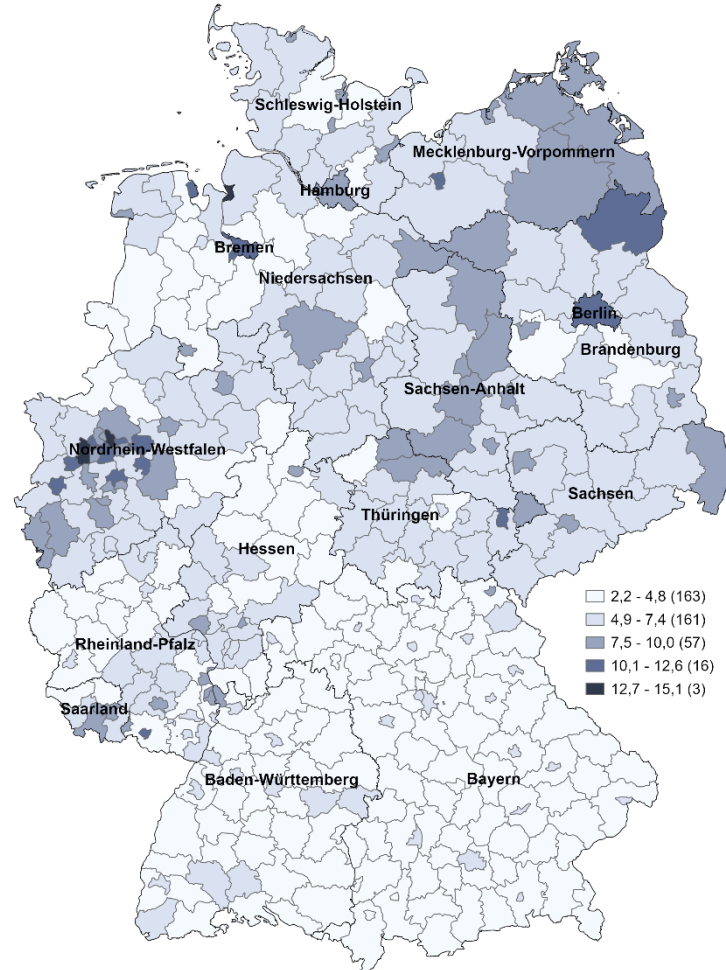 Schleswig-Holstein
Mecklenburg-Vorpommern
Hamburg
Bremen
Niedersachsen
Berlin
Brandenburg
Sachsen-Anhalt
Nordrhein-Westfalen
Sachsen
Thüringen
Hessen
2,2 - 4,8 (163)
4,9 - 7,4 (161)
7,5 - 10,0 (57)
10,1 - 12,6 (16)
12,7 - 15,1 (3)
Rheinland-Pfalz
Saarland
Baden-Württemberg
Bayern